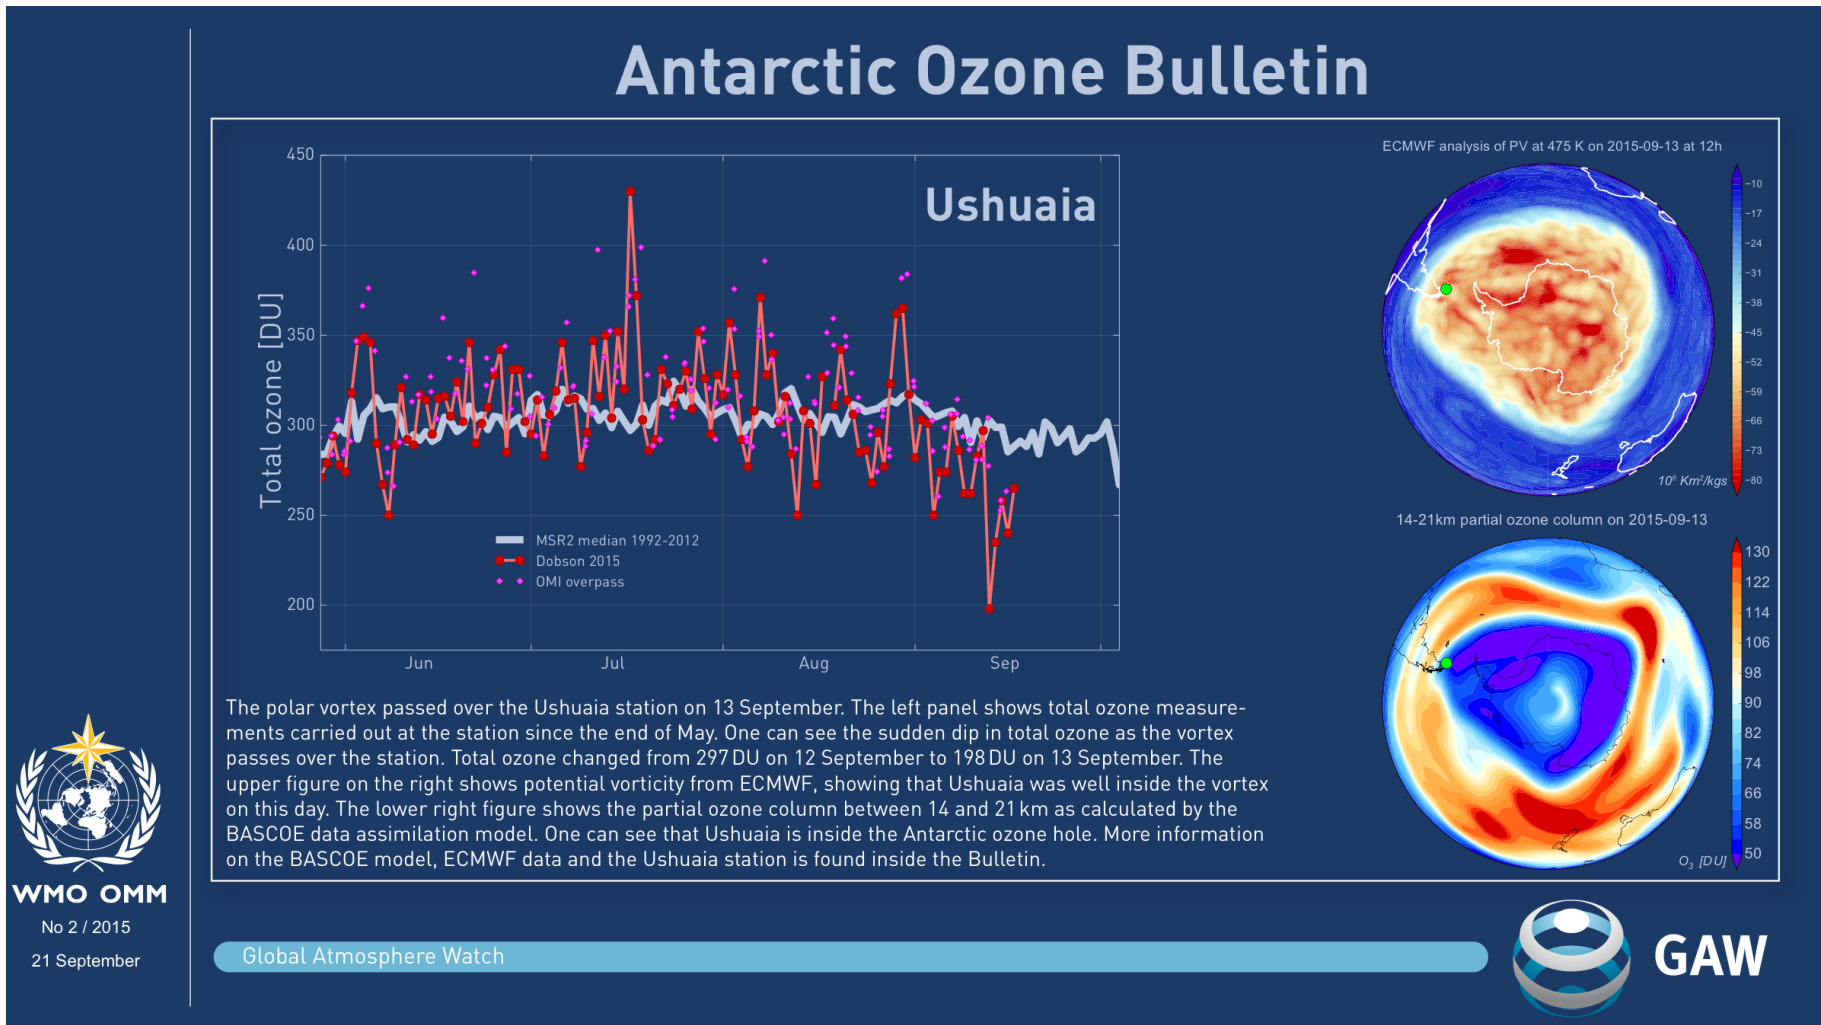 Antarctic Ozone Bulletin
Ushuaia
Total ozone [DU]
450
400
350
300
250
200
Jun
Jul
Aug
Sep
MSR2 median 1992-2012
Dobson 2015
OMI overpass
ECMWF analysis of PV at 475 K on 2015-09-13 at 12h
−10
−17
−24
−31
−38
−45
−52
−59
−66
−73
−80
10⁶ Km²/kgs
14-21km partial ozone column on 2015-09-13
130
122
114
106
98
90
82
74
66
58
50
O₃ [DU]
The polar vortex passed over the Ushuaia station on 13 September. The left panel shows total ozone measure-
ments carried out at the station since the end of May. One can see the sudden dip in total ozone as the vortex
passes over the station. Total ozone changed from 297 DU on 12 September to 198 DU on 13 September. The
upper figure on the right shows potential vorticity from ECMWF, showing that Ushuaia was well inside the vortex
on this day. The lower right figure shows the partial ozone column between 14 and 21 km as calculated by the
BASCOE data assimilation model. One can see that Ushuaia is inside the Antarctic ozone hole. More information
on the BASCOE model, ECMWF data and the Ushuaia station is found inside the Bulletin.
WMO OMM
No 2 / 2015
21 September
Global Atmosphere Watch
GAW